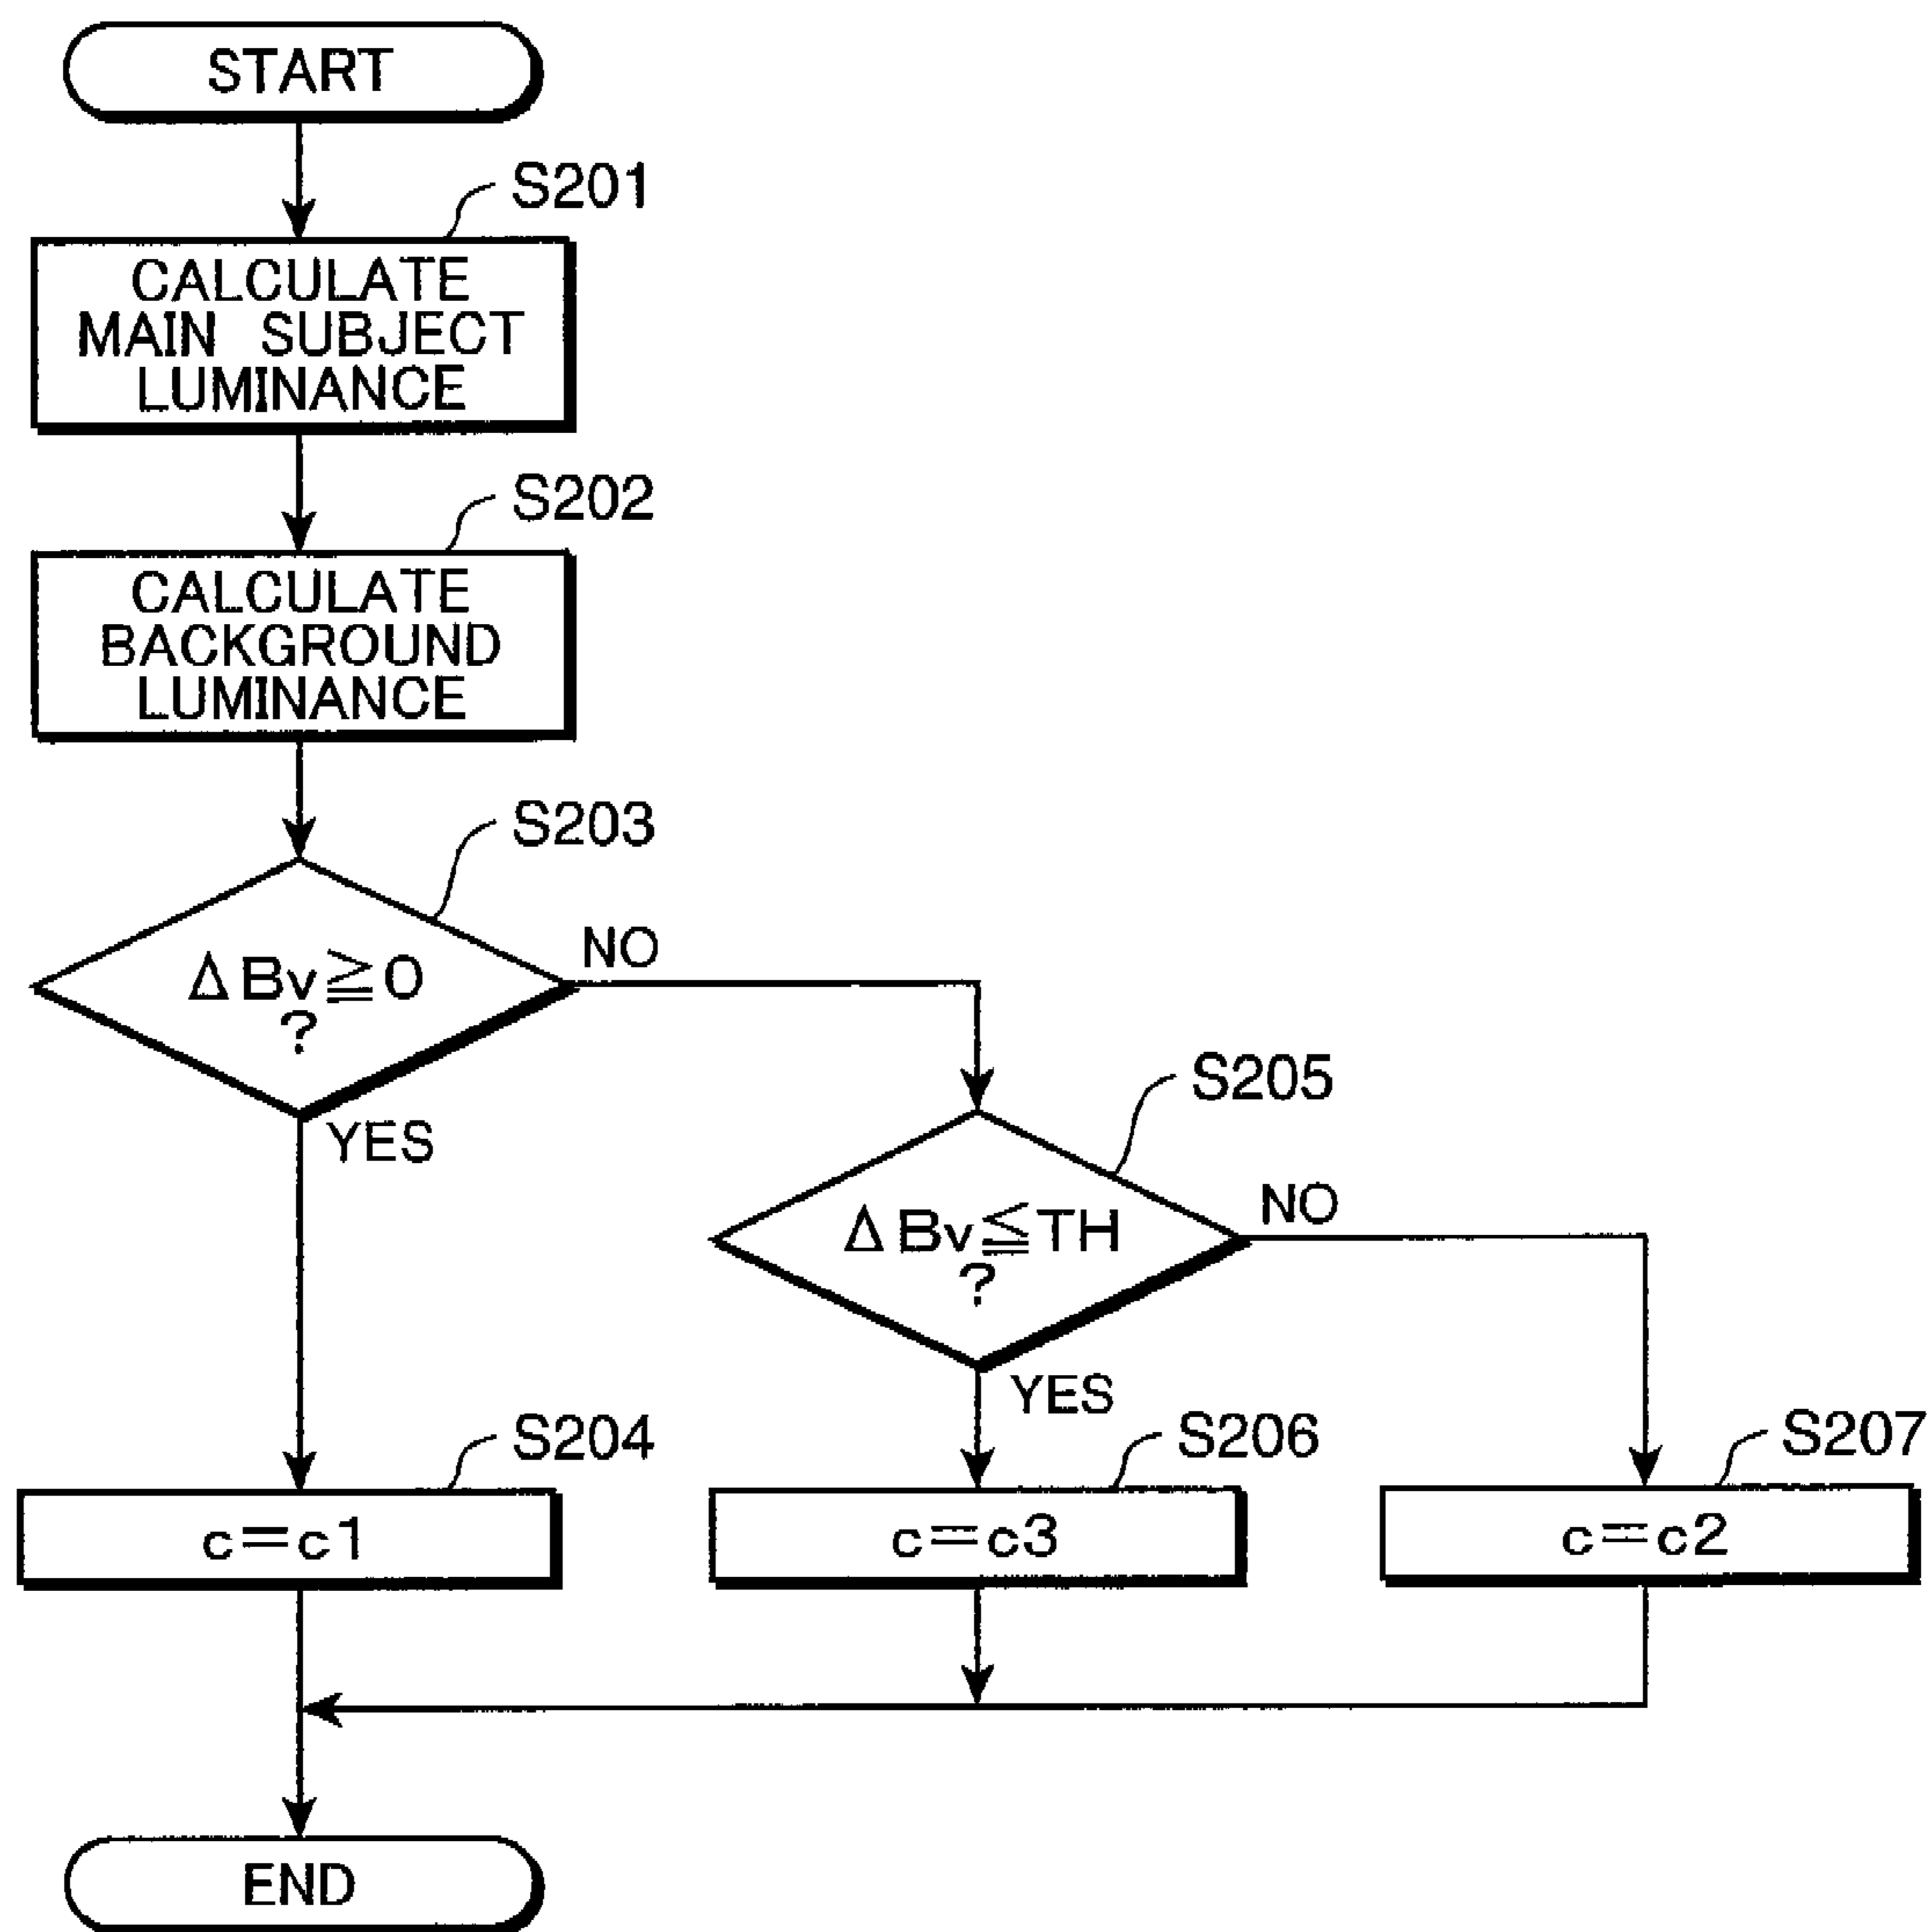 START
S201
CALCULATE
MAIN SUBJECT
LUMINANCE
S202
CALCULATE
BACKGROUND
LUMINANCE
S203
ΔBv≧0
?
NO
YES
S205
ΔBv≦TH
?
NO
YES
S204
c=c1
S206
c=c3
S207
c=c2
END